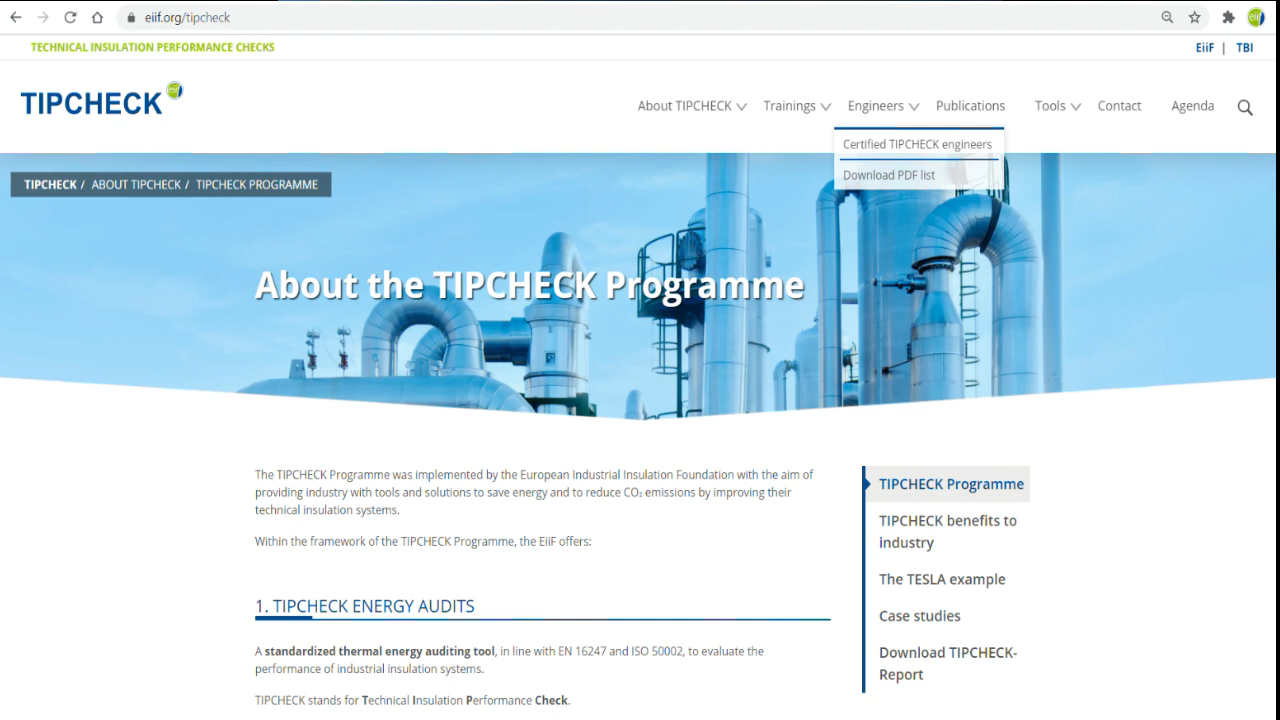 eiif.org/tipcheck
TECHNICAL INSULATION PERFORMANCE CHECKS
EiiF | TBI
TIPCHECK eiif
About TIPCHECK Trainings Engineers Publications Tools Contact Agenda
Certified TIPCHECK engineers
Download PDF list
TIPCHECK / ABOUT TIPCHECK / TIPCHECK PROGRAMME
About the TIPCHECK Programme
The TIPCHECK Programme was implemented by the European Industrial Insulation Foundation with the aim of
providing industry with tools and solutions to save energy and to reduce CO₂ emissions by improving their
technical insulation systems.
Within the framework of the TIPCHECK Programme, the EiiF offers:
1. TIPCHECK ENERGY AUDITS
A standardized thermal energy auditing tool, in line with EN 16247 and ISO 50002, to evaluate the
performance of industrial insulation systems.
TIPCHECK stands for Technical Insulation Performance Check.
TIPCHECK Programme
TIPCHECK benefits to
industry
The TESLA example
Case studies
Download TIPCHECK-
Report